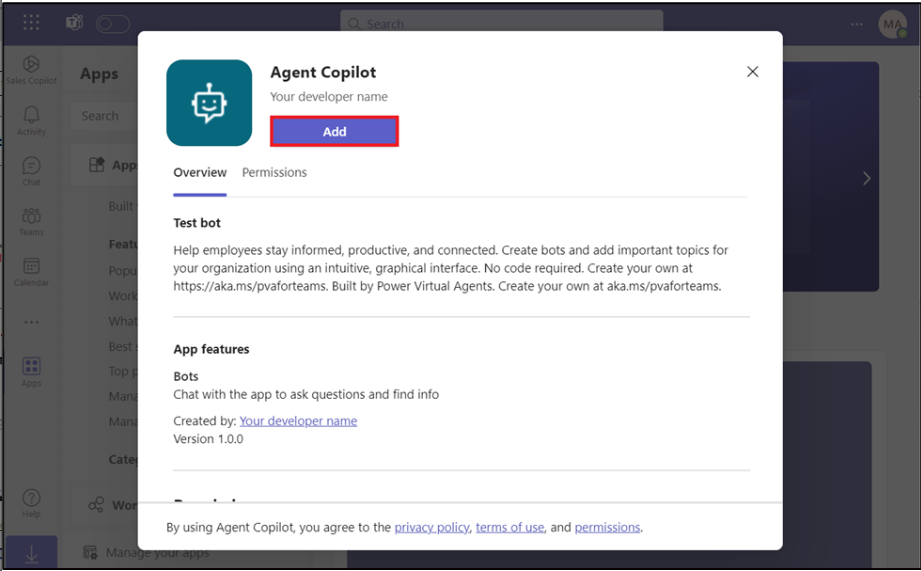 Search
MA
Sales Copilot
Activity
Chat
Teams
Calendar
Apps
Help
Apps
Search
App
Built
Featu
Popu
Work
What
Best s
Top p
Mana
Mana
Categ
Wor
Manage your apps
Agent Copilot
Your developer name
Add
Overview Permissions
Test bot
Help employees stay informed, productive, and connected. Create bots and add important topics for
your organization using an intuitive, graphical interface. No code required. Create your own at
https://aka.ms/pvaforteams. Built by Power Virtual Agents. Create your own at aka.ms/pvaforteams.
App features
Bots
Chat with the app to ask questions and find info
Created by: Your developer name
Version 1.0.0
By using Agent Copilot, you agree to the privacy policy, terms of use, and permissions.